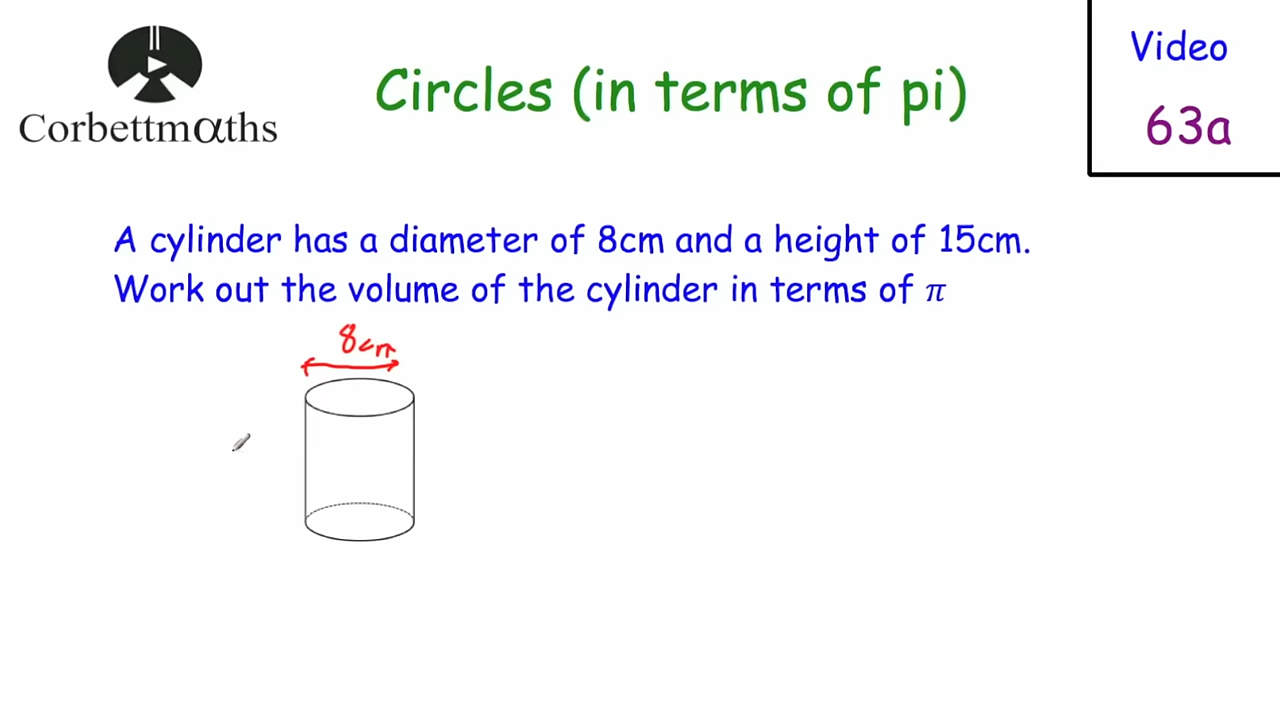 Corbettmαths
Circles (in terms of pi)
Video
63a
A cylinder has a diameter of 8cm and a height of 15cm.
Work out the volume of the cylinder in terms of π
8cm